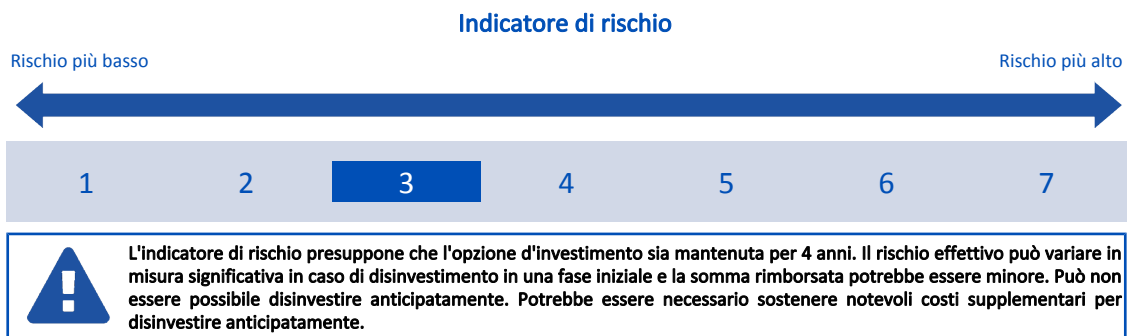 Indicatore di rischio
Rischio più basso
Rischio più alto
1 2 3 4 5 6 7
L'indicatore di rischio presuppone che l'opzione d'investimento sia mantenuta per 4 anni. Il rischio effettivo può variare in
misura significativa in caso di disinvestimento in una fase iniziale e la somma rimborsata potrebbe essere minore. Può non
essere possibile disinvestire anticipatamente. Potrebbe essere necessario sostenere notevoli costi supplementari per
disinvestire anticipatamente.